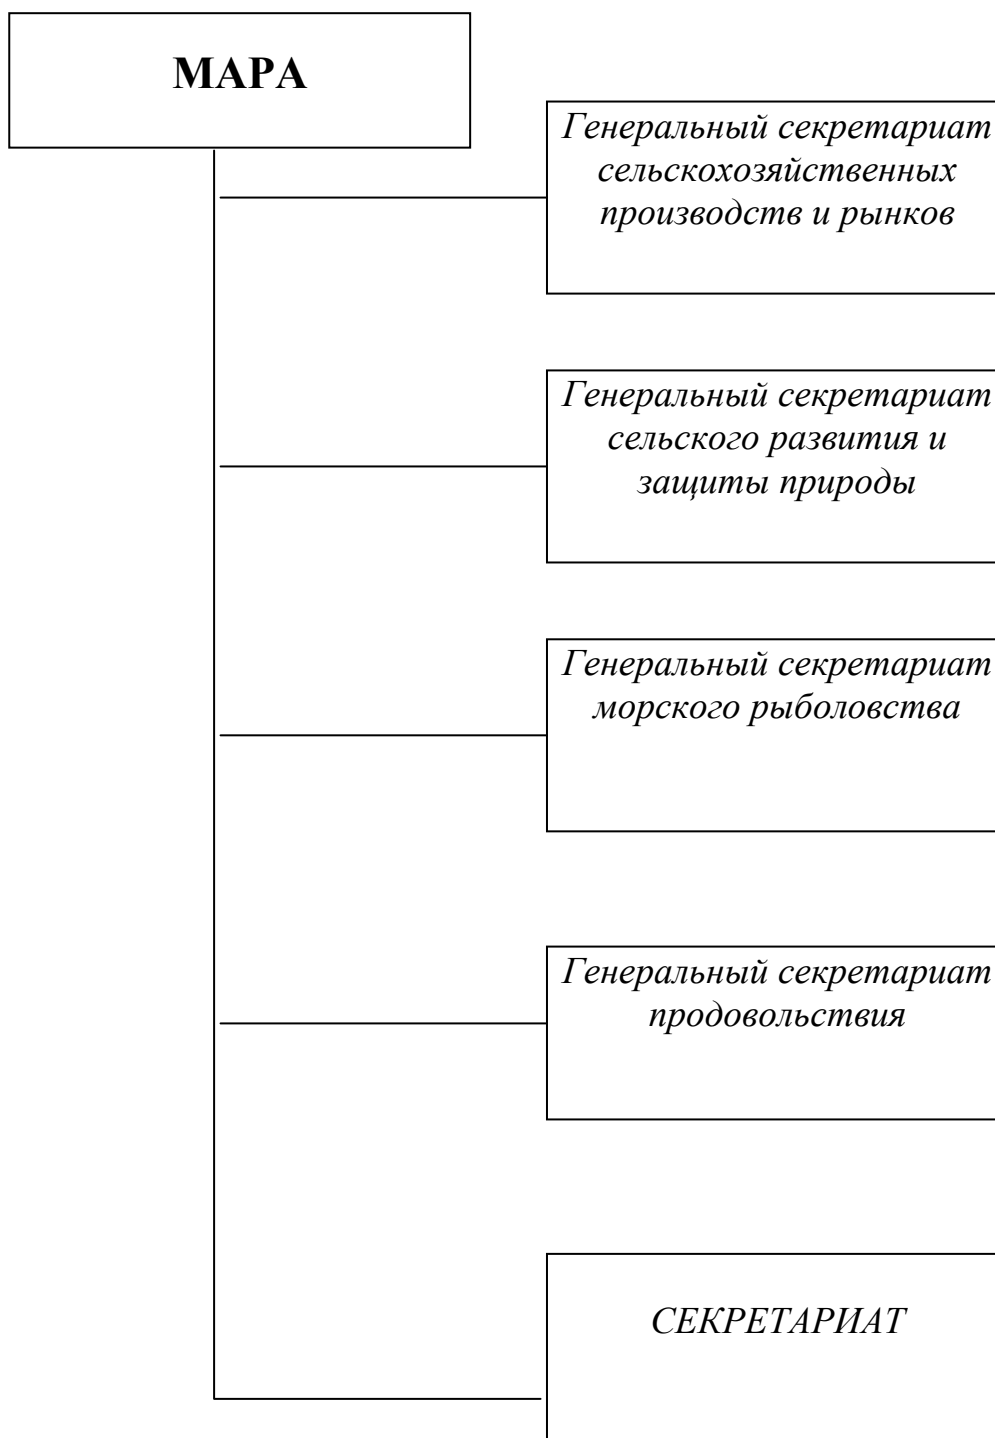 МАРА
Генеральный секретариат
сельскохозяйственных
производств и рынков
Генеральный секретариат
сельского развития и
защиты природы
Генеральный секретариат
морского рыболовства
Генеральный секретариат
продовольствия
СЕКРЕТАРИАТ